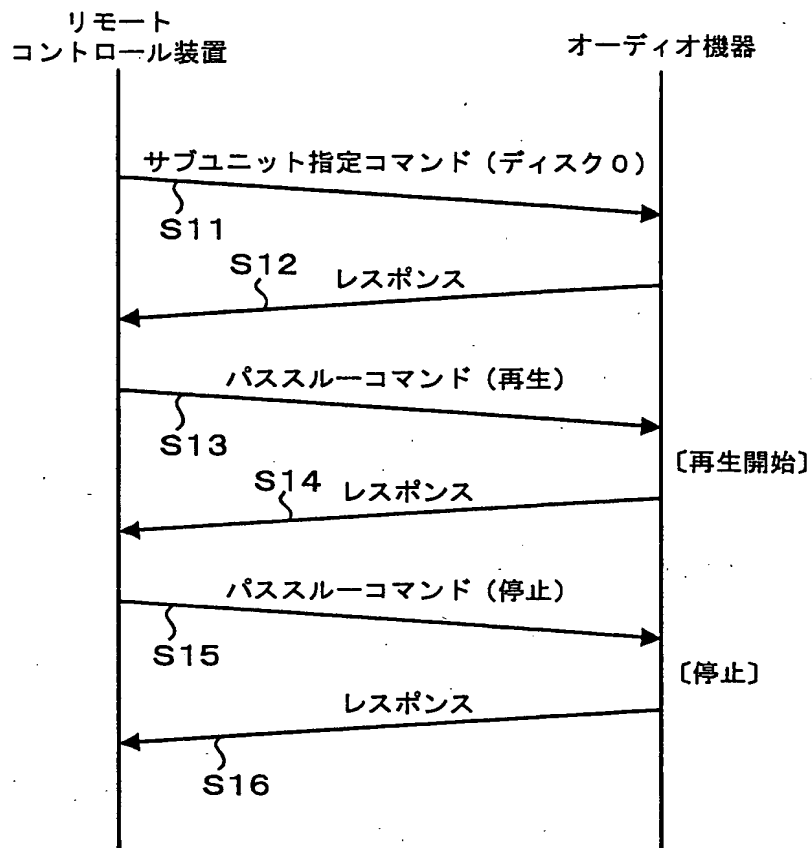 リモート
コントロール装置
オーディオ機器
サブユニット指定コマンド（ディスク０）
S11
S12
レスポンス
パススルーコマンド（再生）
S13
〔再生開始〕
S14
レスポンス
パススルーコマンド（停止）
S15
〔停止〕
レスポンス
S16